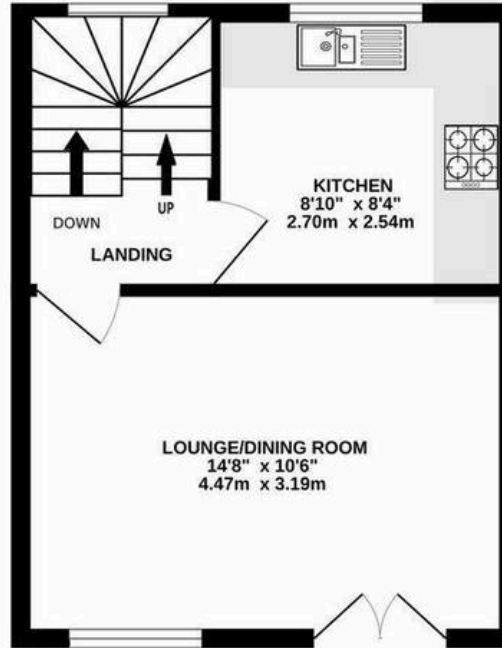 DOWN
UP
LANDING
KITCHEN
8'10" x 8'4"
2.70m x 2.54m
LOUNGE/DINING ROOM
14'8" x 10'6"
4.47m x 3.19m